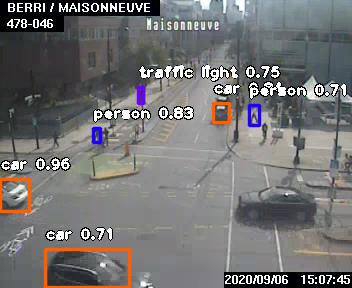 BERRI / MAISONNEUVE
478-046
Maisonneuve
traffic light 0.75
car
person 0.71
person 0.83
car 0.96
car 0.71
2020/09/06 15:07:45